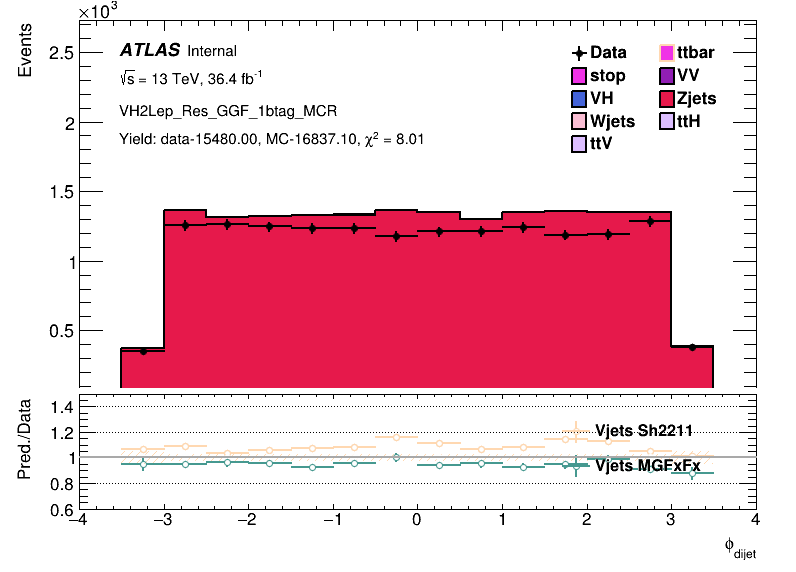 ×10³
Events
2.5
2
1.5
1
0.5
ATLAS Internal
√s = 13 TeV, 36.4 fb⁻¹
VH2Lep_Res_GGF_1btag_MCR
Yield: data-15480.00, MC-16837.10, χ² = 8.01
Data ttbar
stop VV
VH Zjets
Wjets ttH
ttV
Pred./Data
1.4
1.2
1
0.8
0.6
Vjets Sh2211
Vjets MGFxFx
−4 −3 −2 −1 0 1 2 3 4
ϕdijet